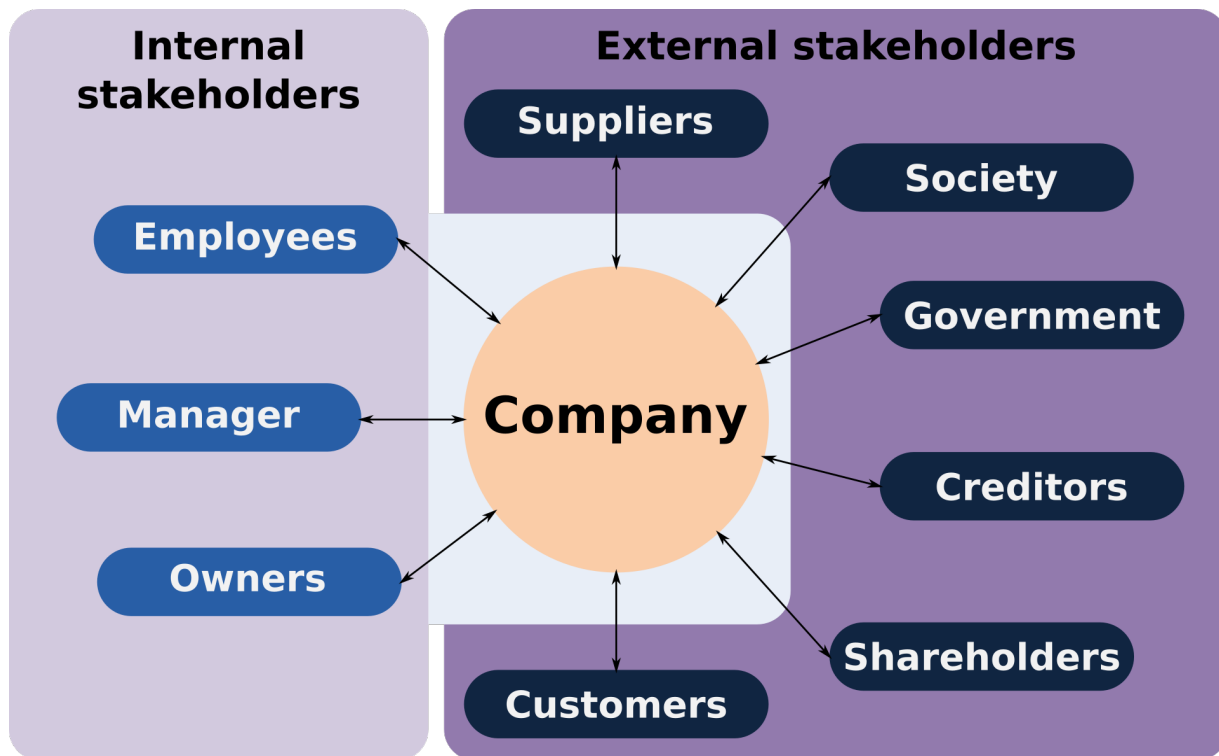 Internal
stakeholders
Employees
Manager
Owners
External stakeholders
Suppliers
Society
Government
Company
Creditors
Shareholders
Customers